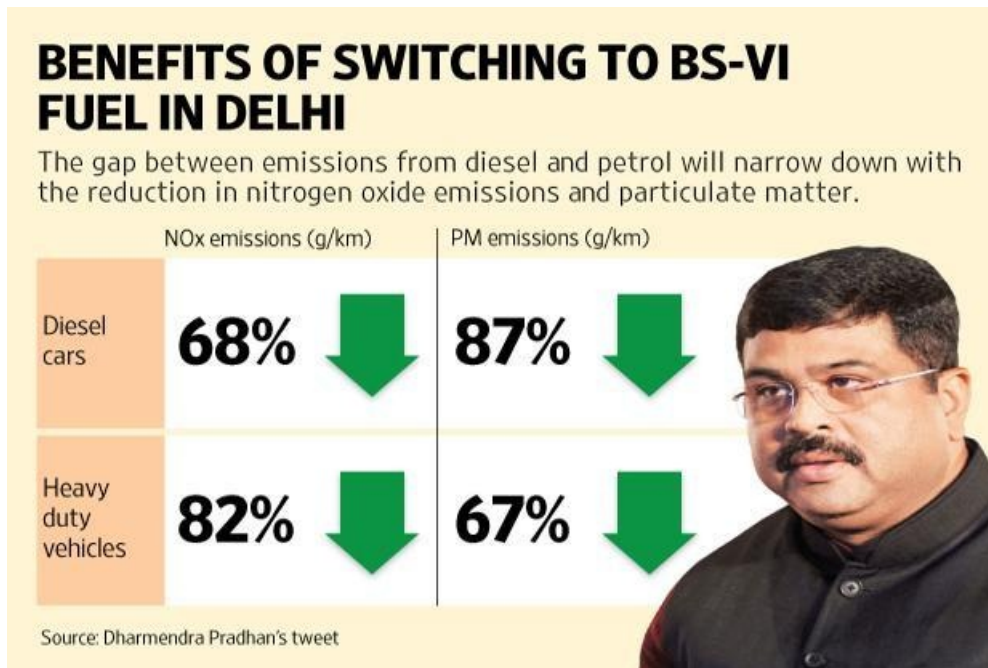 BENEFITS OF SWITCHING TO BS-VI
FUEL IN DELHI
The gap between emissions from diesel and petrol will narrow down with
the reduction in nitrogen oxide emissions and particulate matter.
NOx emissions (g/km)
PM emissions (g/km)
Diesel
cars
68%
87%
Heavy
duty
vehicles
82%
67%
Source: Dharmendra Pradhan's tweet